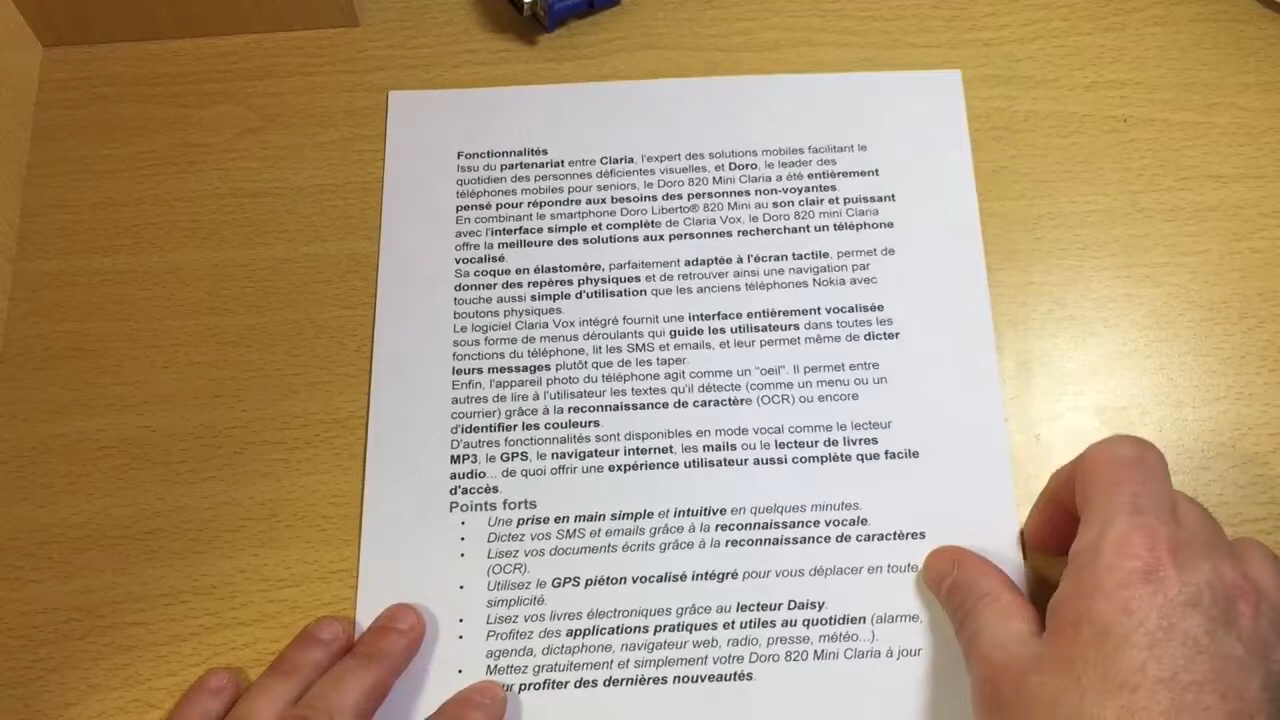 Fonctionnalités
Issu du partenariat entre Claria, l'expert des solutions mobiles facilitant le
quotidien des personnes déficientes visuelles, et Doro, le leader des
téléphones mobiles pour seniors, le Doro 820 Mini Claria a été entièrement
pensé pour répondre aux besoins des personnes non-voyantes.
En combinant le smartphone Doro Liberto® 820 Mini au son clair et puissant
avec l'interface simple et complète de Claria Vox, le Doro 820 mini Claria
offre la meilleure des solutions aux personnes recherchant un téléphone
vocalisé.
Sa coque en élastomère, parfaitement adaptée à l'écran tactile, permet de
donner des repères physiques et de retrouver ainsi une navigation par
touche aussi simple d'utilisation que les anciens téléphones Nokia avec
boutons physiques.
Le logiciel Claria Vox intégré fournit une interface entièrement vocalisée
sous forme de menus déroulants qui guide les utilisateurs dans toutes les
fonctions du téléphone, lit les SMS et emails, et leur permet même de dicter
leurs messages plutôt que de les taper.
Enfin, l'appareil photo du téléphone agit comme un "oeil". Il permet entre
autres de lire à l'utilisateur les textes qu'il détecte (comme un menu ou un
courrier) grâce à la reconnaissance de caractère (OCR) ou encore
d'identifier les couleurs.
D'autres fonctionnalités sont disponibles en mode vocal comme le lecteur
MP3, le GPS, le navigateur internet, les mails ou le lecteur de livres
audio... de quoi offrir une expérience utilisateur aussi complète que facile
d'accès.
Points forts
• Une prise en main simple et intuitive en quelques minutes.
• Dictez vos SMS et emails grâce à la reconnaissance vocale.
• Lisez vos documents écrits grâce à la reconnaissance de caractères
(OCR).
• Utilisez le GPS piéton vocalisé intégré pour vous déplacer en toute
simplicité.
• Lisez vos livres électroniques grâce au lecteur Daisy.
• Profitez des applications pratiques et utiles au quotidien (alarme,
agenda, dictaphone, navigateur web, radio, presse, météo...).
• Mettez gratuitement et simplement votre Doro 820 Mini Claria à jour
profiter des dernières nouveautés.